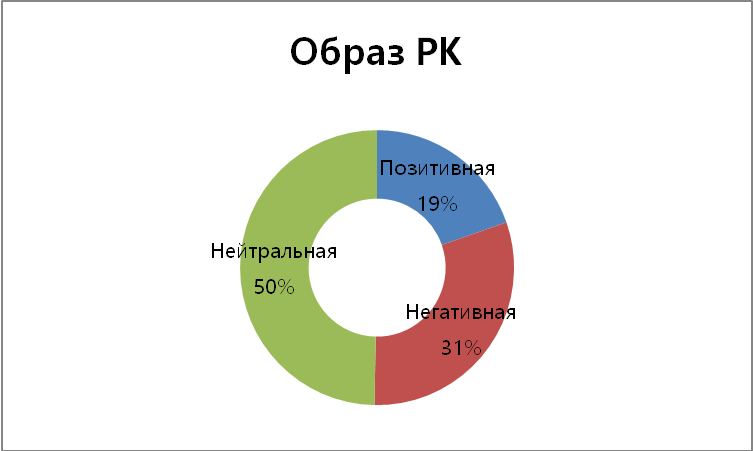 Образ РК
Позитивная
19%
Нейтральная
50%
Негативная
31%